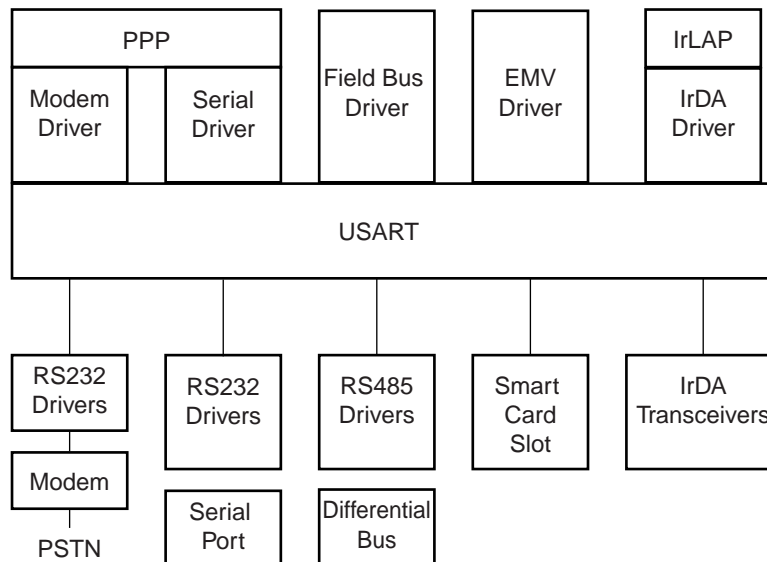 PPP
Modem
Driver
Serial
Driver
Field Bus
Driver
EMV
Driver
IrLAP
IrDA
Driver
USART
RS232
Drivers
Modem
PSTN
RS232
Drivers
Serial
Port
RS485
Drivers
Differential
Bus
Smart
Card
Slot
IrDA
Transceivers